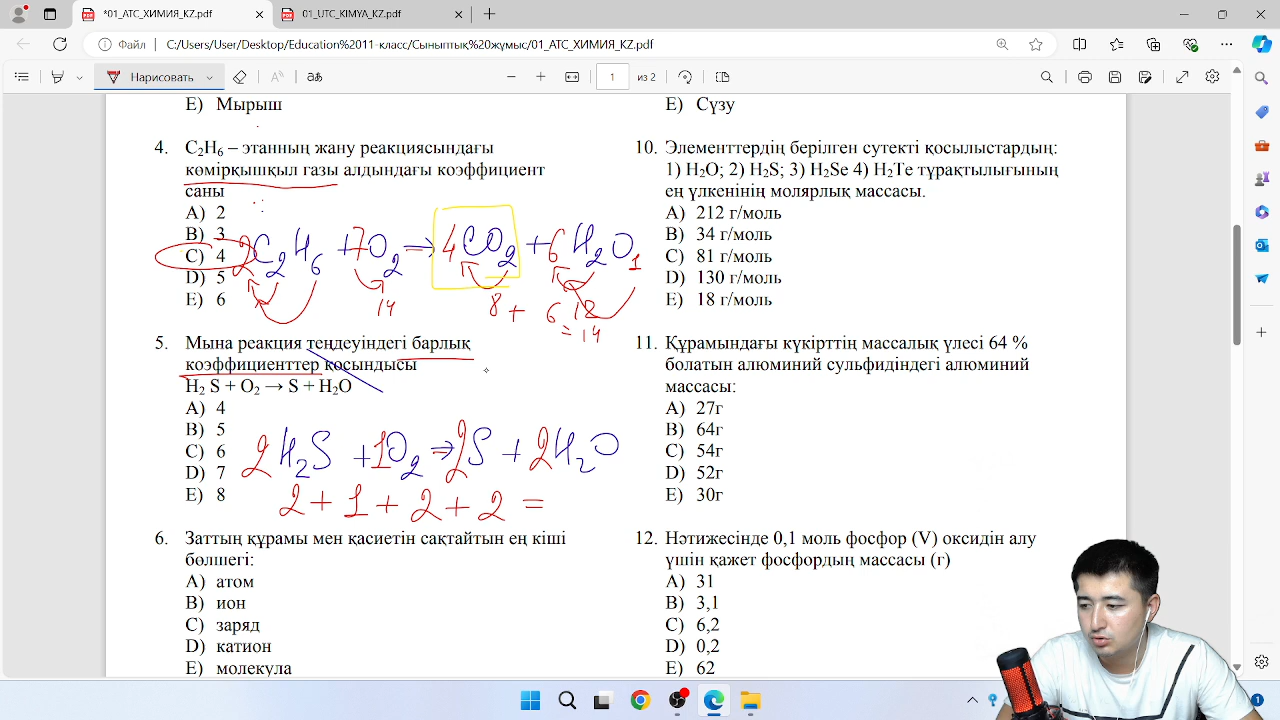 *01_АТС_ХИМИЯ_KZ.pdf
01_UTC_KIMYA_KZ.pdf
Файл
C:/Users/User/Desktop/Education%2011-класс/Сыныптық%20жұмыс/01_АТС_ХИМИЯ_KZ.pdf
Нарисовать
1
из 2
E) Мырыш
4. C₂H₆ – этанның жану реакциясындағы
көмірқышқыл газы алдындағы коэффициент
саны
A) 2
B) 3
C) 4
D) 5
E) 6
2C₂H₆ + 7O₂ ⇒ 4CO₂ + 6H₂O₁
14
8 + 6
12
= 14
5. Мына реакция теңдеуіндегі барлық
коэффициенттер қосындысы
H₂ S + O₂ → S + H₂O
A) 4
B) 5
C) 6
D) 7
E) 8
2H₂S + 1O₂ ⇒ 2S + 2H₂O
2 + 1 + 2 + 2 =
6. Заттың құрамы мен қасиетін сақтайтын ең кіші
бөлшегі:
A) атом
B) ион
C) заряд
D) катион
E) молекула
E) Сүзу
10. Элементтердің берілген сутекті қосылыстардың:
1) H₂O; 2) H₂S; 3) H₂Se 4) H₂Te тұрақтылығының
ең үлкенінің молярлық массасы.
A) 212 г/моль
B) 34 г/моль
C) 81 г/моль
D) 130 г/моль
E) 18 г/моль
11. Құрамындағы күкірттің массалық үлесі 64 %
болатын алюминий сульфидіндегі алюминий
массасы:
A) 27г
B) 64г
C) 54г
D) 52г
E) 30г
12. Нәтижесінде 0,1 моль фосфор (V) оксидін алу
үшін қажет фосфордың массасы (г)
A) 31
B) 3,1
C) 6,2
D) 0,2
E) 62
1